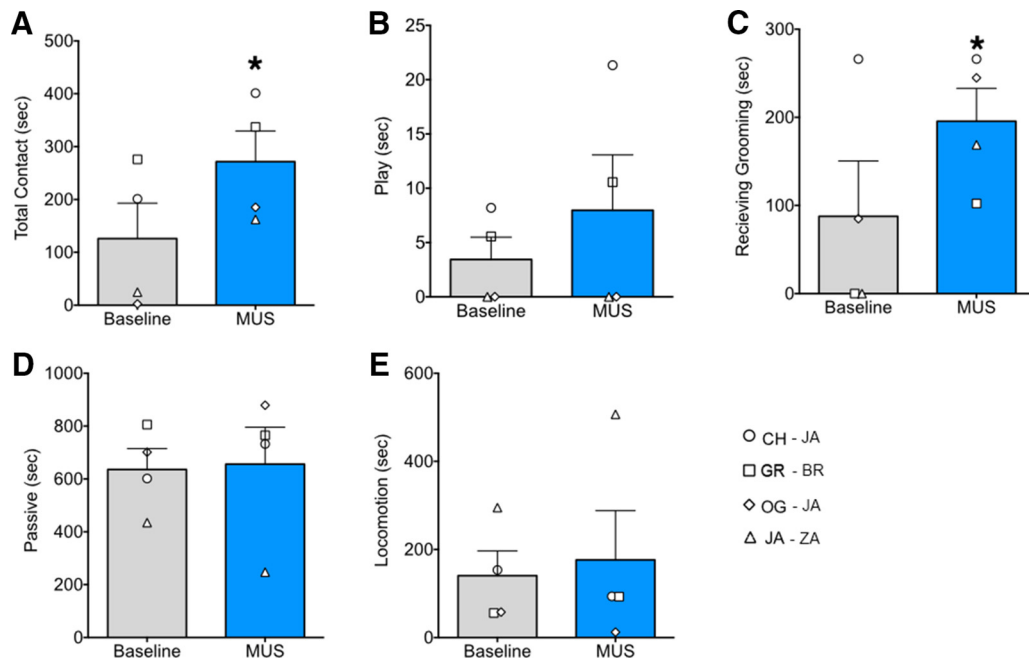 A
Total Contact (sec)
500
400
300
200
100
0
Baseline
MUS
*
B
Play (sec)
25
20
15
10
5
0
Baseline
MUS
C
Recieving Grooming (sec)
300
200
100
0
Baseline
MUS
*
D
Passive (sec)
1000
800
600
400
200
0
Baseline
MUS
E
Locomotion (sec)
600
400
200
0
Baseline
MUS
CH - JA
GR - BR
OG - JA
JA - ZA